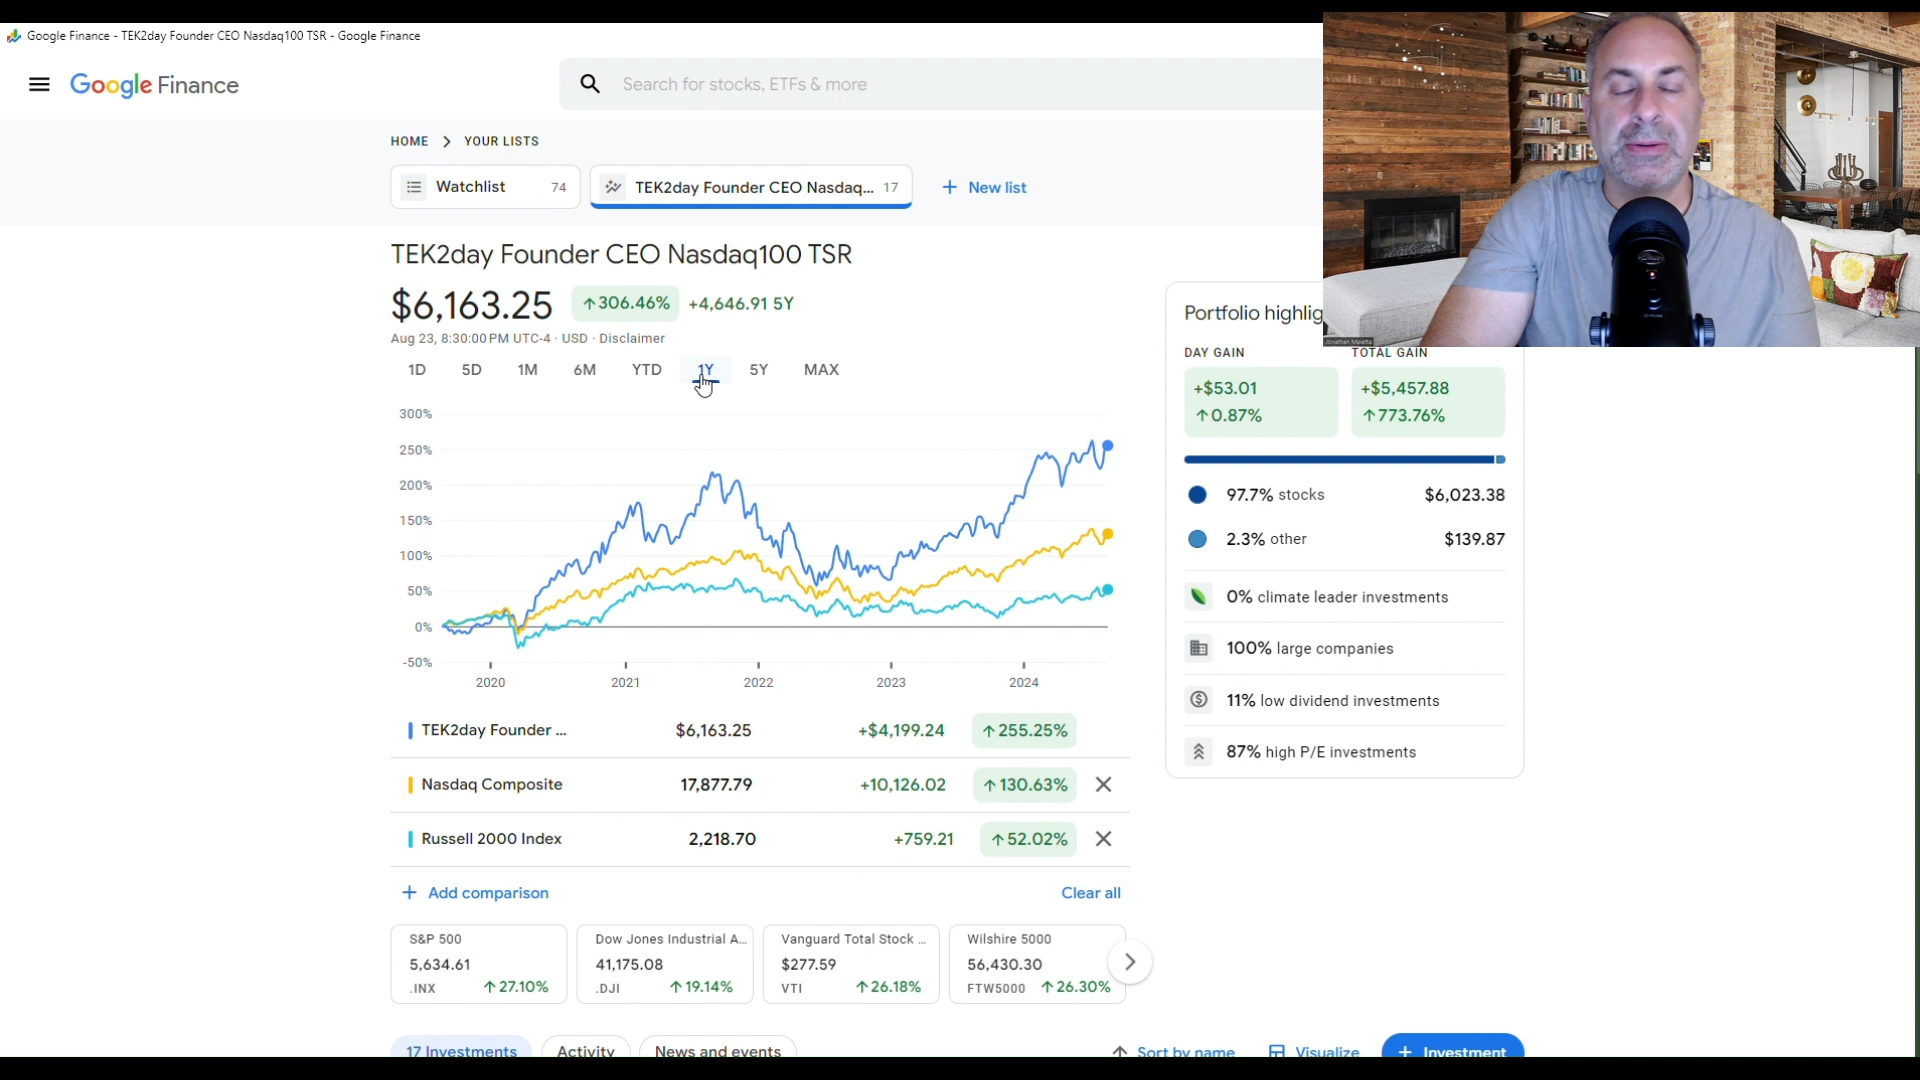 Google Finance - TEK2day Founder CEO Nasdaq100 TSR - Google Finance
Google Finance
Search for stocks, ETFs & more
HOME YOUR LISTS
Watchlist 74
TEK2day Founder CEO Nasdaq... 17
New list
TEK2day Founder CEO Nasdaq100 TSR
$6,163.25 306.46% +4,646.91 5Y
Aug 23, 8:30:00 PM UTC-4 · USD · Disclaimer
1D 5D 1M 6M YTD 1Y 5Y MAX
300%
250%
200%
150%
100%
50%
0%
-50%
2020 2021 2022 2023 2024
TEK2day Founder ... $6,163.25 +$4,199.24 255.25%
Nasdaq Composite 17,877.79 +10,126.02 130.63%
Russell 2000 Index 2,218.70 +759.21 52.02%
Add comparison
Clear all
S&P 500
5,634.61
.INX 27.10%
Dow Jones Industrial A...
41,175.08
.DJI 19.14%
Vanguard Total Stock ...
$277.59
VTI 26.18%
Wilshire 5000
56,430.30
FTW5000 26.30%
17 Investments
Activity
News and events
Sort by name
Visualize
+ Investment
Portfolio highlig
DAY GAIN
+$53.01
0.87%
TOTAL GAIN
+$5,457.88
773.76%
97.7% stocks $6,023.38
2.3% other $139.87
0% climate leader investments
100% large companies
11% low dividend investments
87% high P/E investments
Jonathan Maietta